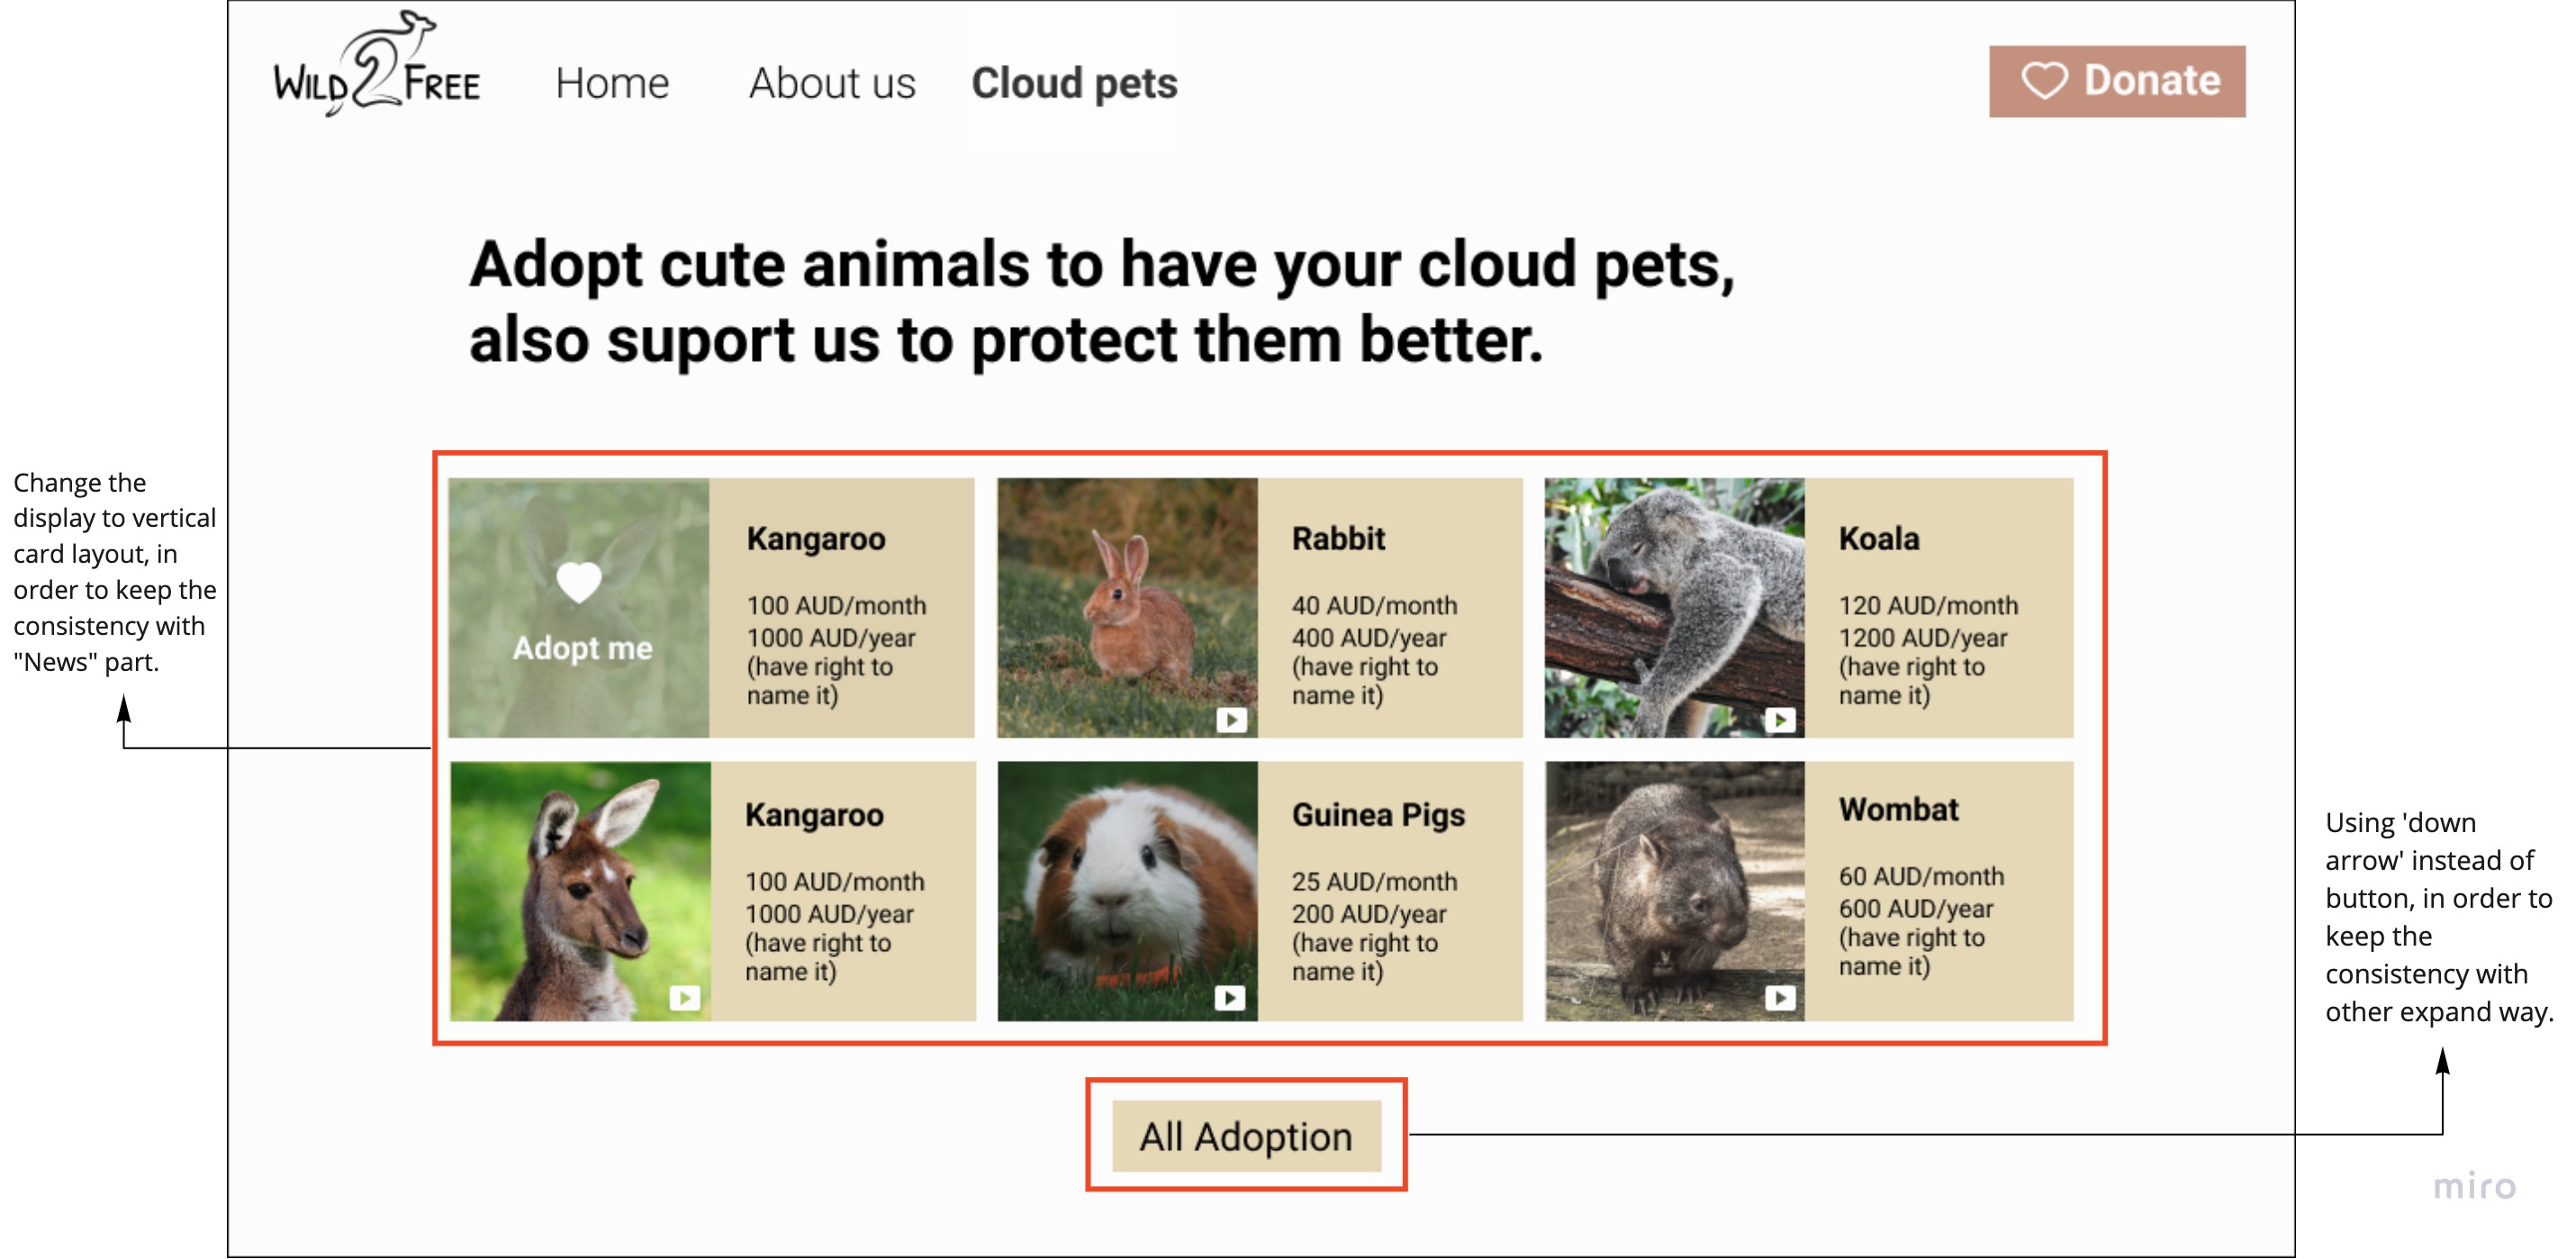 WILD 2 FREE
Home
About us
Cloud pets
Donate
Adopt cute animals to have your cloud pets,
also suport us to protect them better.
Change the
display to vertical
card layout, in
order to keep the
consistency with
"News" part.
Adopt me
Kangaroo
100 AUD/month
1000 AUD/year
(have right to
name it)
Rabbit
40 AUD/month
400 AUD/year
(have right to
name it)
Koala
120 AUD/month
1200 AUD/year
(have right to
name it)
Kangaroo
100 AUD/month
1000 AUD/year
(have right to
name it)
Guinea Pigs
25 AUD/month
200 AUD/year
(have right to
name it)
Wombat
60 AUD/month
600 AUD/year
(have right to
name it)
Using 'down
arrow' instead of
button, in order to
keep the
consistency with
other expand way.
All Adoption
miro